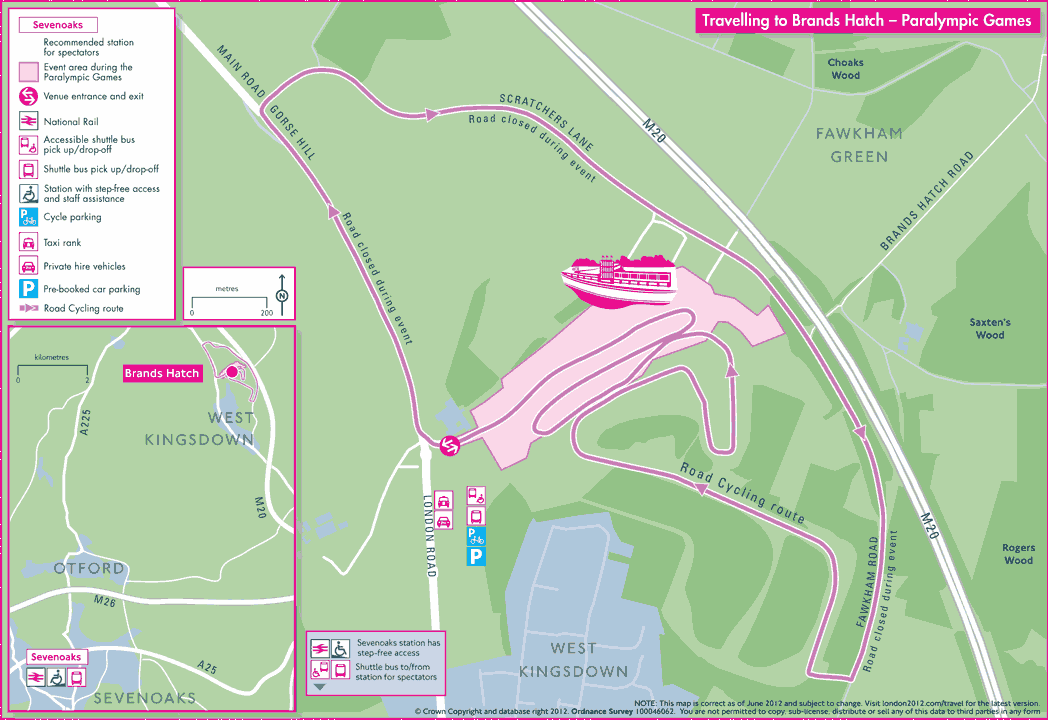 Travelling to Brands Hatch – Paralympic Games
Sevenoaks
Recommended station
for spectators
Event area during the
Paralympic Games
Venue entrance and exit
National Rail
Accessible shuttle bus
pick up/drop-off
Shuttle bus pick up/drop-off
Station with step-free access
and staff assistance
P
Cycle parking
Taxi rank
Private hire vehicles
P
Pre-booked car parking
Road Cycling route
metres
0
200
N
kilometres
0
2
Brands Hatch
A225
WEST
KINGSDOWN
M20
OTFORD
M26
Sevenoaks
A25
SEVENOAKS
MAIN ROAD
GORSE HILL
SCRATCHERS LANE
Road closed during event
M20
Choaks
Wood
FAWKHAM
GREEN
BRANDS HATCH ROAD
Road closed during event
Saxten's
Wood
Road Cycling route
LONDON ROAD
P
P
M20
FAWKHAM ROAD
Road closed during event
Rogers
Wood
WEST
KINGSDOWN
Sevenoaks station has
step-free access
Shuttle bus to/from
station for spectators
NOTE: This map is correct as of June 2012 and subject to change. Visit london2012.com/travel for the latest version.
© Crown Copyright and database right 2012. Ordnance Survey 100046062. You are not permitted to copy, sub-license, distribute or sell any of this data to third parties in any form